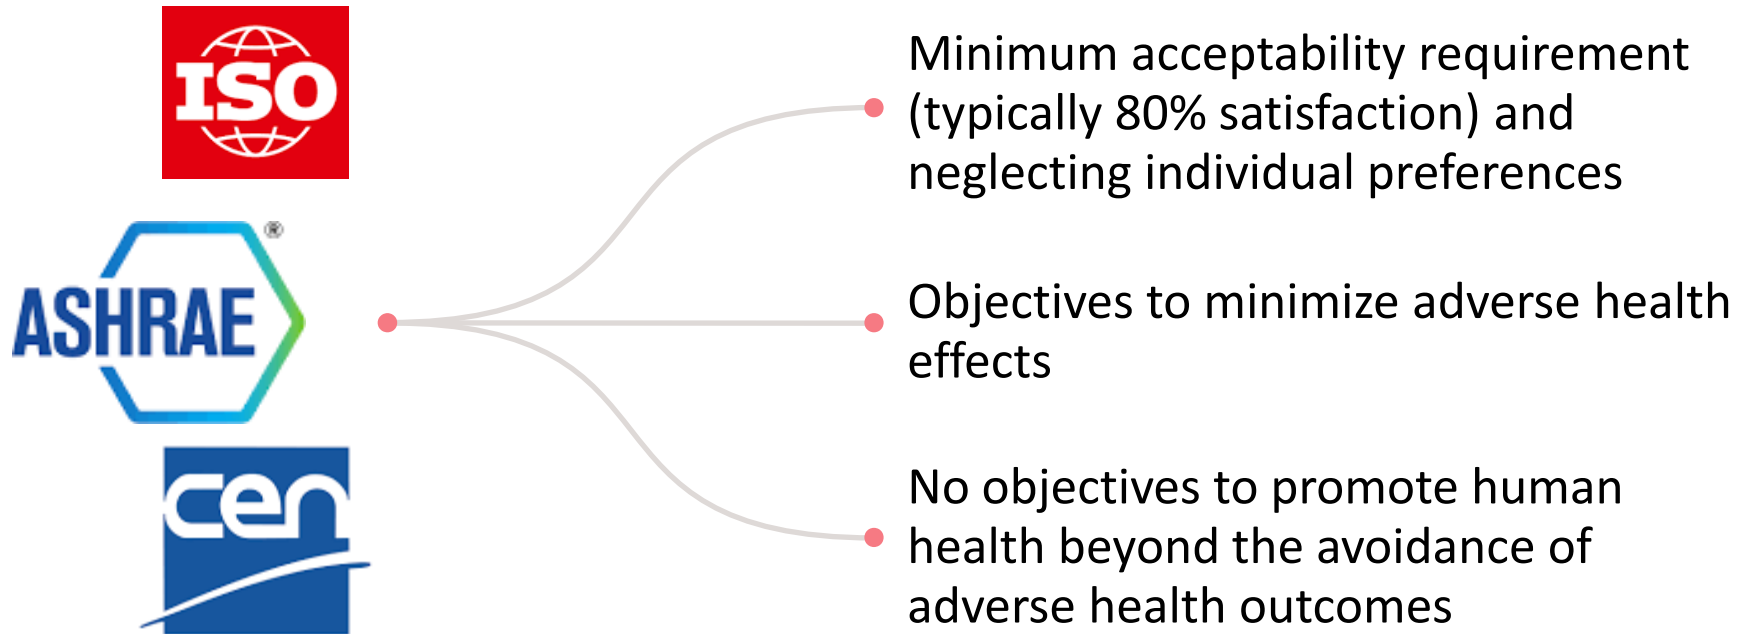 ISO
Minimum acceptability requirement
(typically 80% satisfaction) and
neglecting individual preferences
ASHRAE®
Objectives to minimize adverse health
effects
cen
No objectives to promote human
health beyond the avoidance of
adverse health outcomes